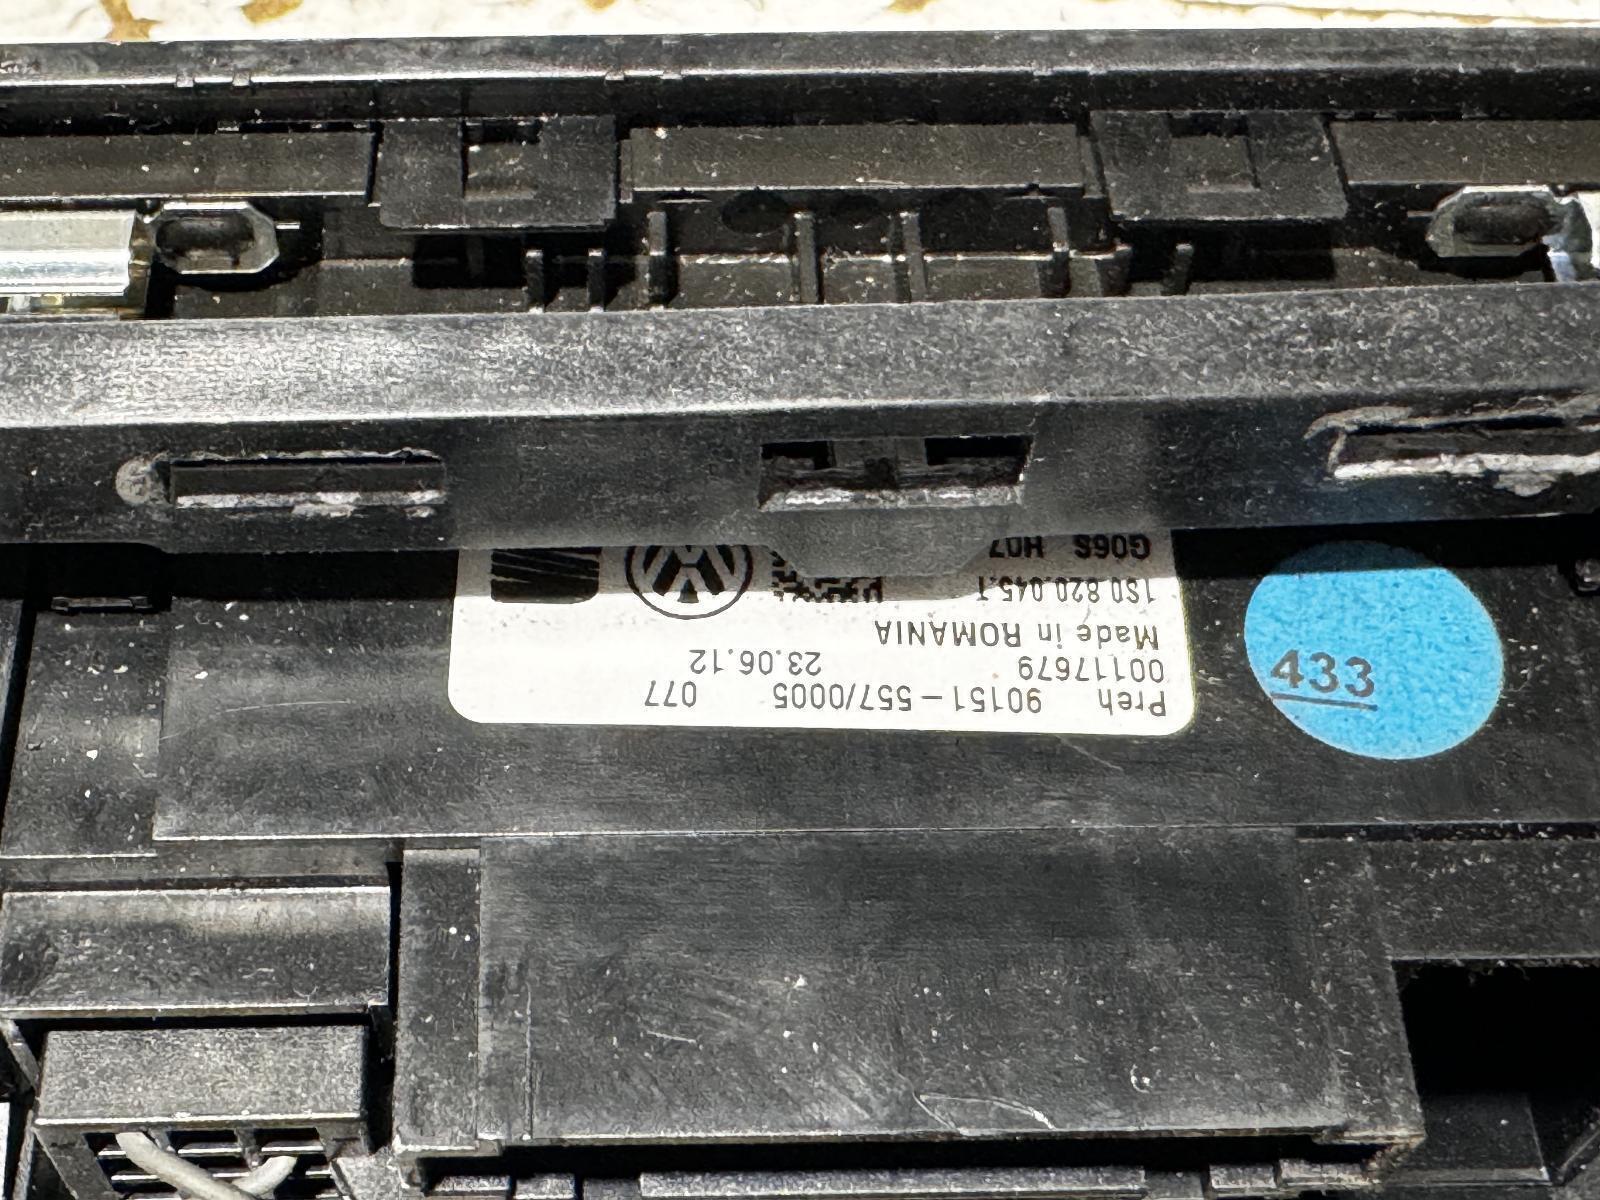 G06S H07
1S0.820.045.T
Made in ROMANIA
00117679 23.06.12
Preh 90151-557/0005 077
433